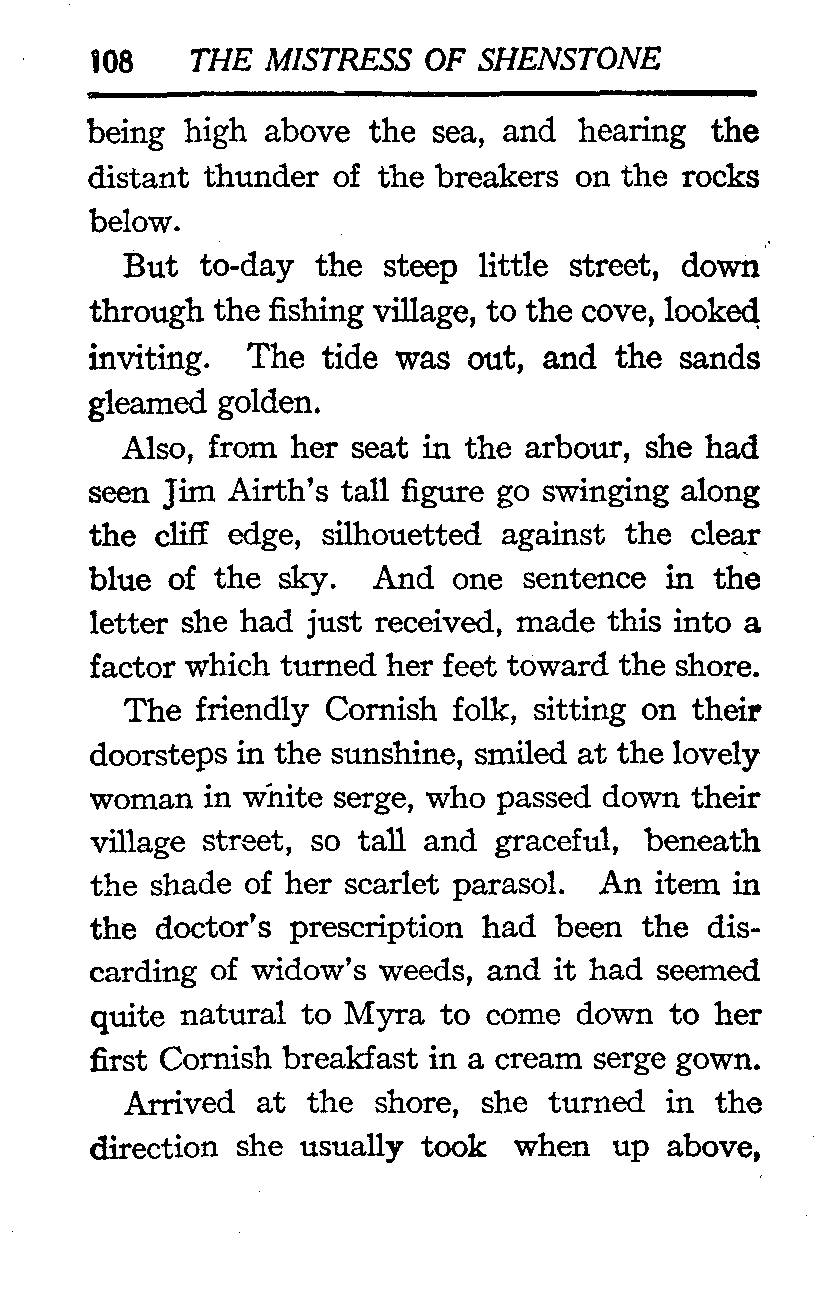 108 THE MISTRESS OF SHENSTONE
being high above the sea, and hearing the
distant thunder of the breakers on the rocks
below.
But to-day the steep little street, down
through the fishing village, to the cove, looked
inviting. The tide was out, and the sands
gleamed golden.
Also, from her seat in the arbour, she had
seen Jim Airth's tall figure go swinging along
the cliff edge, silhouetted against the clear
blue of the sky. And one sentence in the
letter she had just received, made this into a
factor which turned her feet toward the shore.
The friendly Cornish folk, sitting on their
doorsteps in the sunshine, smiled at the lovely
woman in white serge, who passed down their
village street, so tall and graceful, beneath
the shade of her scarlet parasol. An item in
the doctor's prescription had been the dis-
carding of widow's weeds, and it had seemed
quite natural to Myra to come down to her
first Cornish breakfast in a cream serge gown.
Arrived at the shore, she turned in the
direction she usually took when up above,